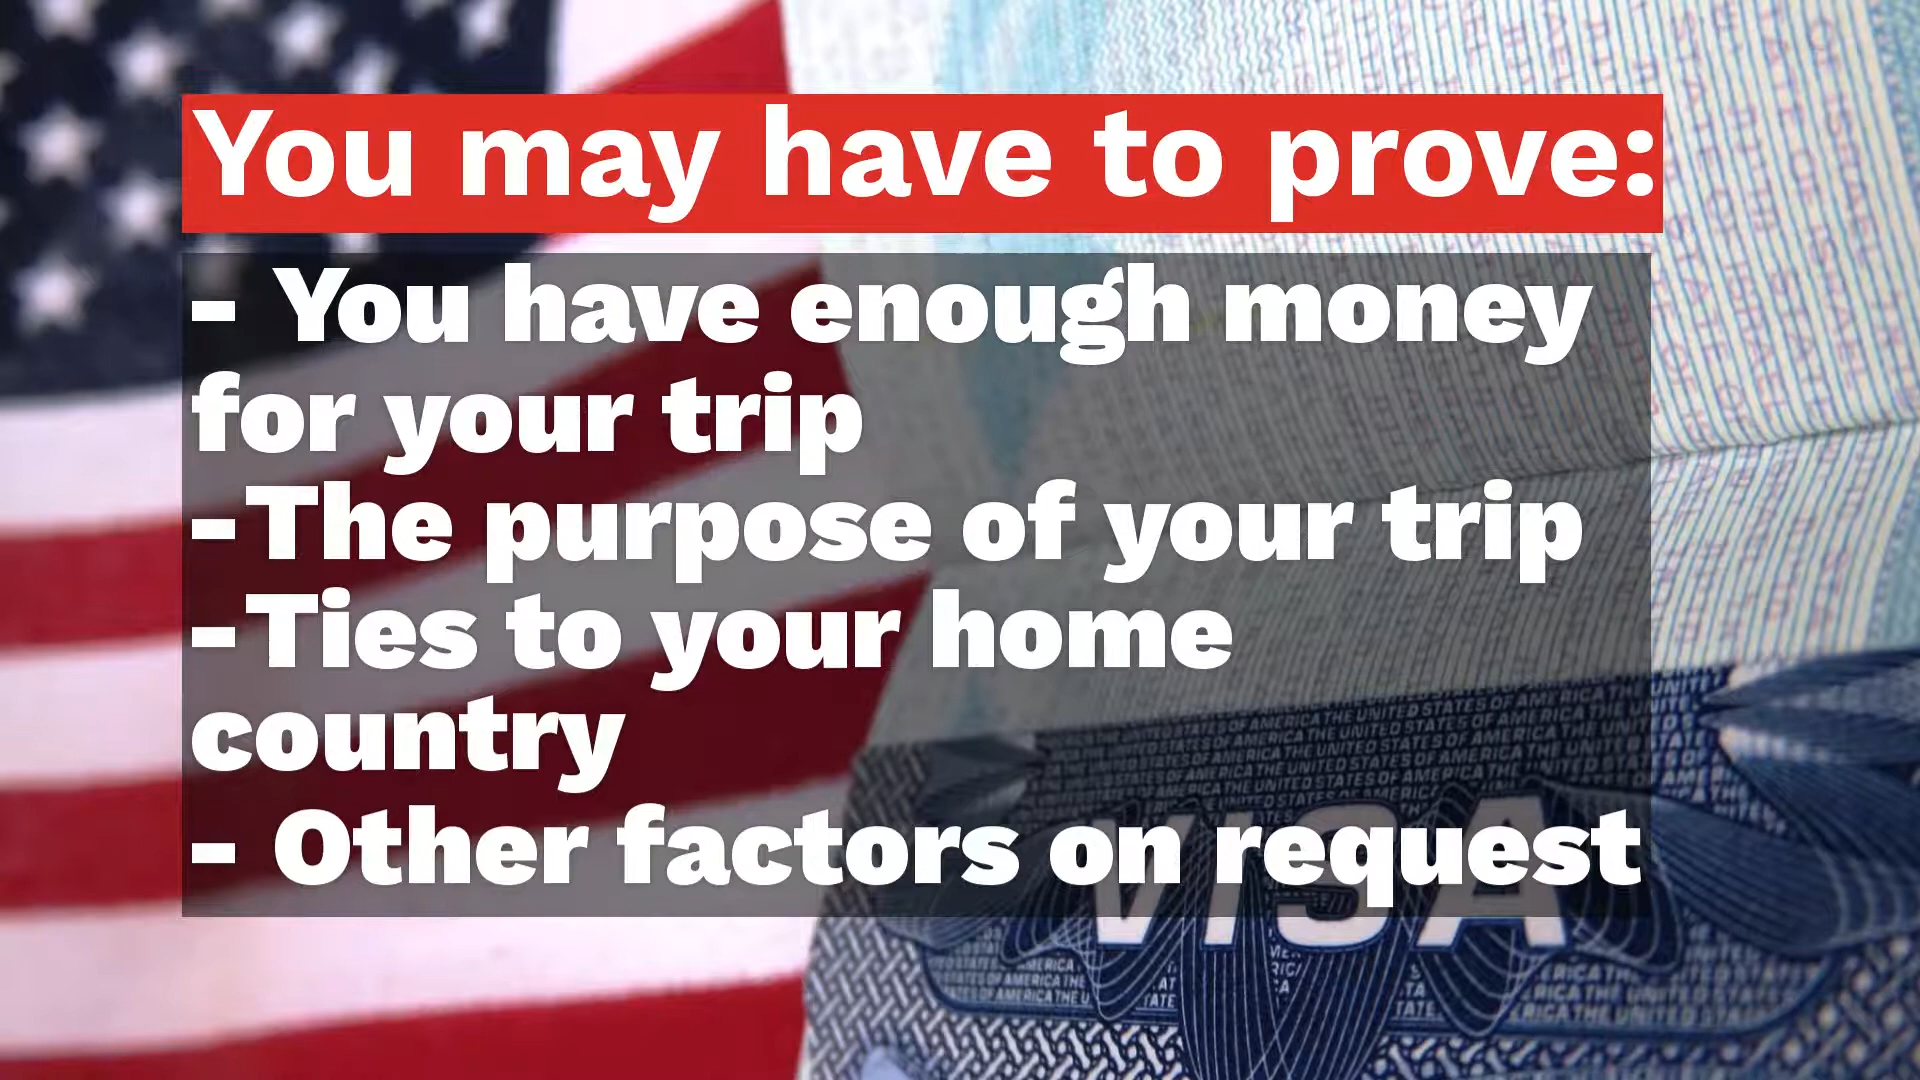 You may have to prove:
- You have enough money
for your trip
- The purpose of your trip
- Ties to your home
country
- Other factors on request
VISA